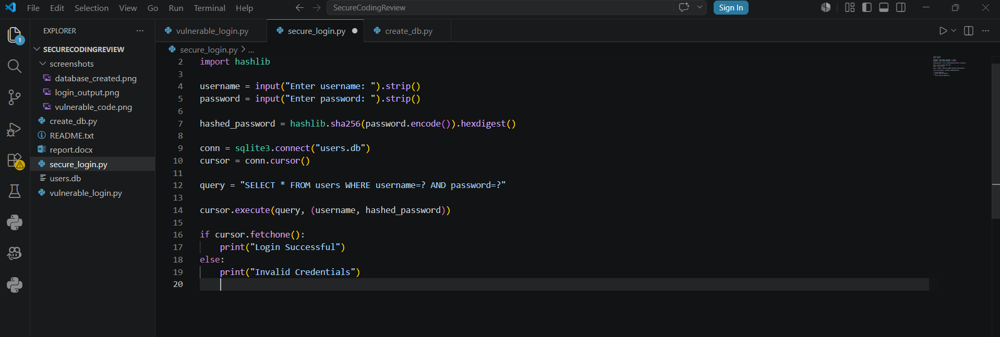 File Edit Selection View Go Run Terminal Help
SecureCodingReview
Sign In
EXPLORER ...
1
SECURECODINGREVIEW
screenshots
database_created.png
login_output.png
vulnerable_code.png
create_db.py
README.txt
report.docx
secure_login.py
users.db
vulnerable_login.py
vulnerable_login.py secure_login.py create_db.py
secure_login.py > ...
2 import hashlib
3
4 username = input("Enter username: ").strip()
5 password = input("Enter password: ").strip()
6
7 hashed_password = hashlib.sha256(password.encode()).hexdigest()
8
9 conn = sqlite3.connect("users.db")
10 cursor = conn.cursor()
11
12 query = "SELECT * FROM users WHERE username=? AND password=?"
13
14 cursor.execute(query, (username, hashed_password))
15
16 if cursor.fetchone():
17     print("Login Successful")
18 else:
19     print("Invalid Credentials")
20